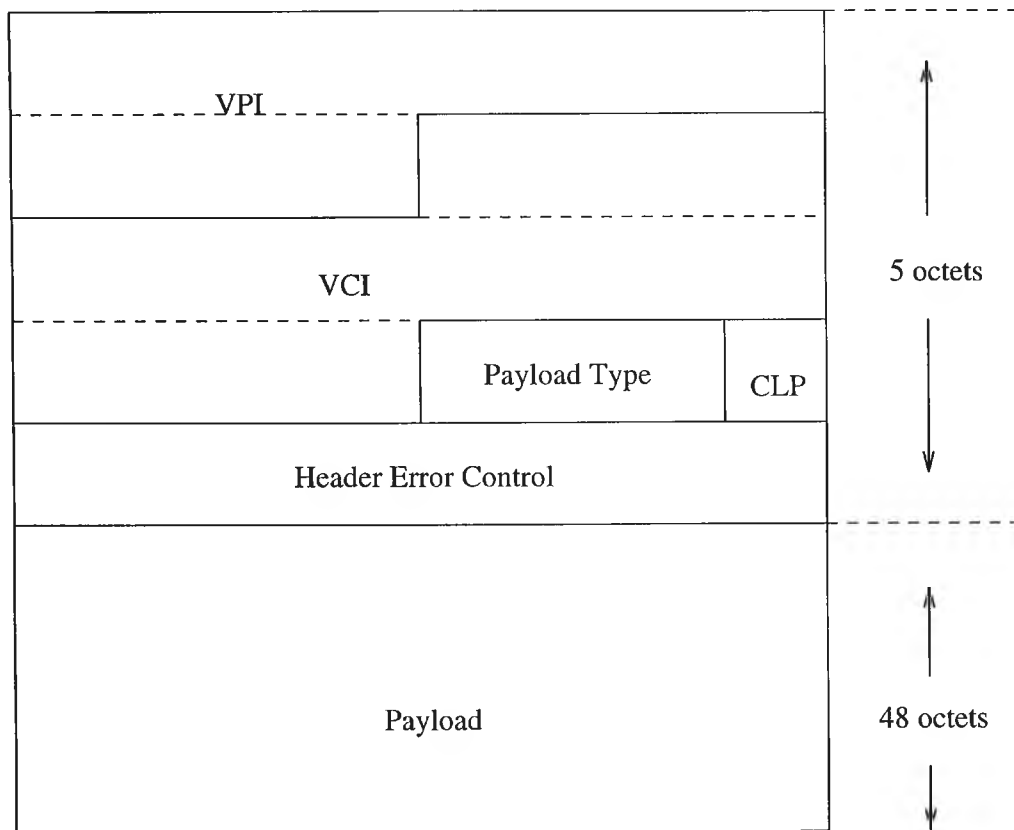 VPI
VCI
5 octets
Payload Type
CLP
Header Error Control
Payload
48 octets